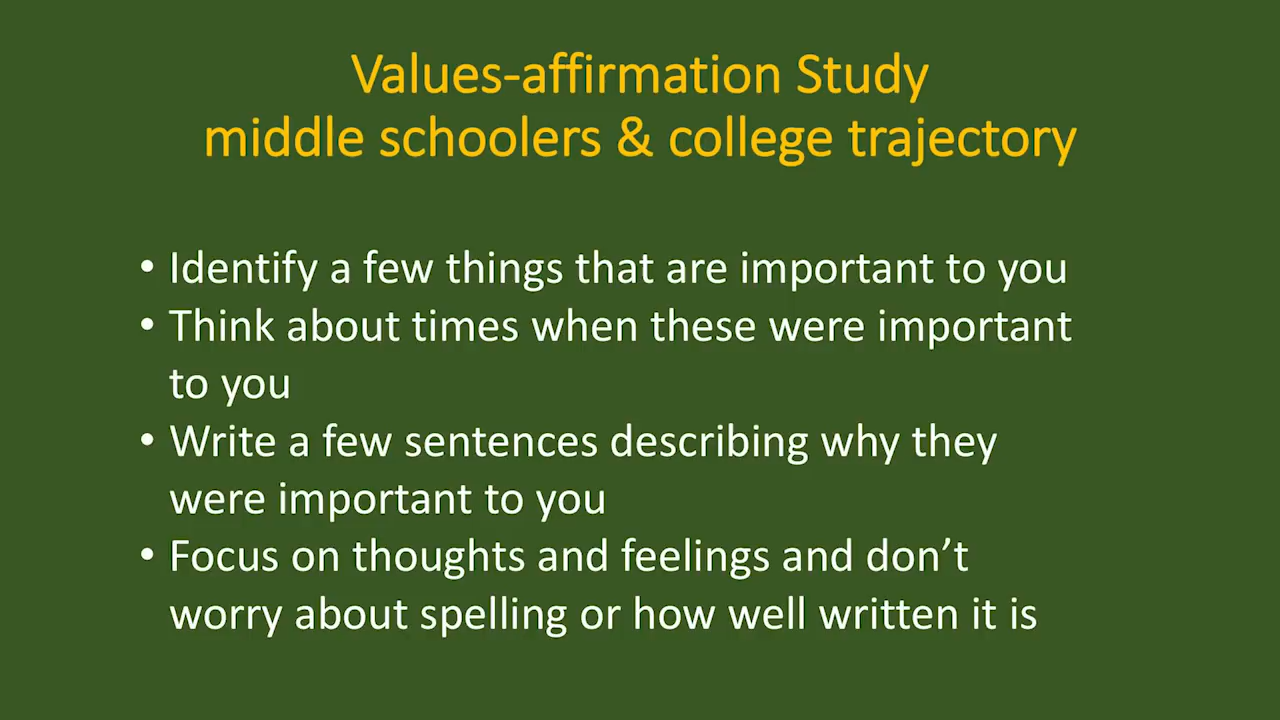 Values-affirmation Study
middle schoolers & college trajectory
• Identify a few things that are important to you
• Think about times when these were important
to you
• Write a few sentences describing why they
were important to you
• Focus on thoughts and feelings and don’t
worry about spelling or how well written it is